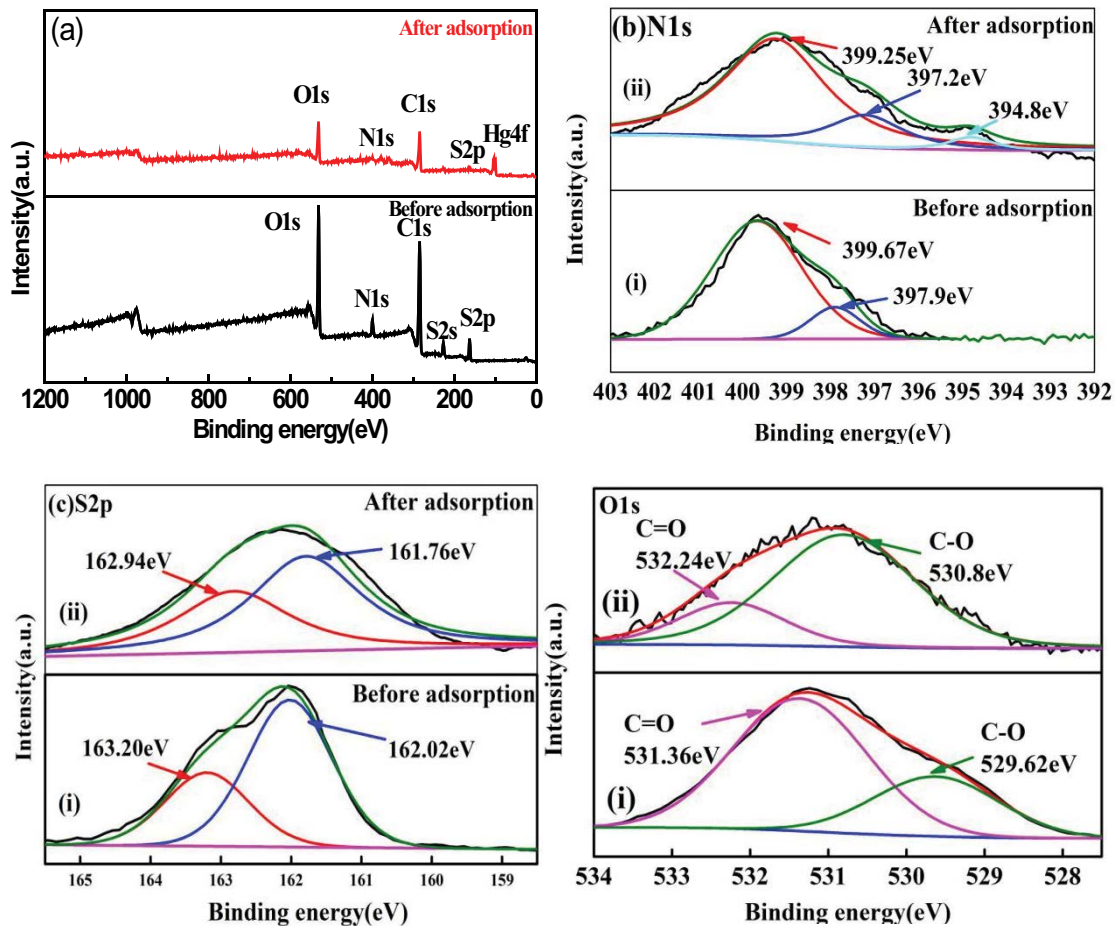 (a)
After adsorption
O1s
C1s
N1s
Hg4f
S2p
Before adsorption
O1s
C1s
N1s
S2s
S2p
Intensity(a.u.)
1200 1000 800 600 400 200 0
Binding energy(eV)
(b)N1s
After adsorption
399.25eV
397.2eV
394.8eV
(ii)
Before adsorption
399.67eV
(i)
397.9eV
Intensity(a.u.)
403 402 401 400 399 398 397 396 395 394 393 392
Binding energy(eV)
(c)S2p
After adsorption
162.94eV
161.76eV
(ii)
Before adsorption
163.20eV
162.02eV
(i)
Intensity(a.u.)
165 164 163 162 161 160 159
Binding energy(eV)
O1s
C=O
532.24eV
C-O
530.8eV
(ii)
C=O
531.36eV
C-O
529.62eV
(i)
Intensity(a.u.)
534 533 532 531 530 529 528
Binding energy(eV)